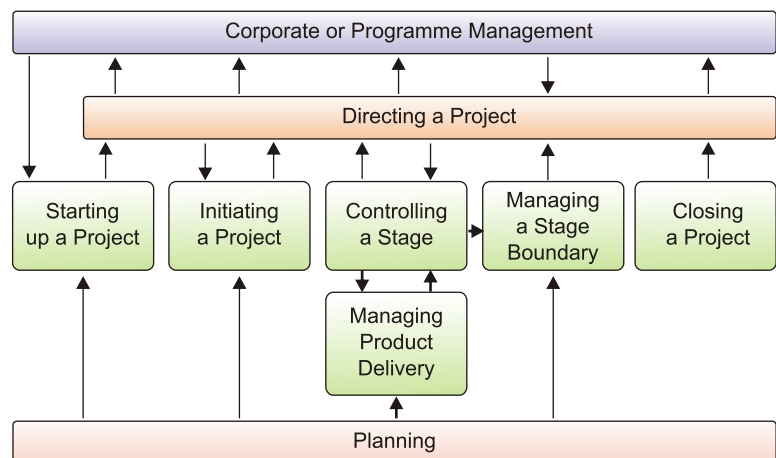 Corporate or Programme Management
Directing a Project
Starting
up a Project
Initiating
a Project
Controlling
a Stage
Managing
a Stage
Boundary
Closing
a Project
Managing
Product
Delivery
Planning